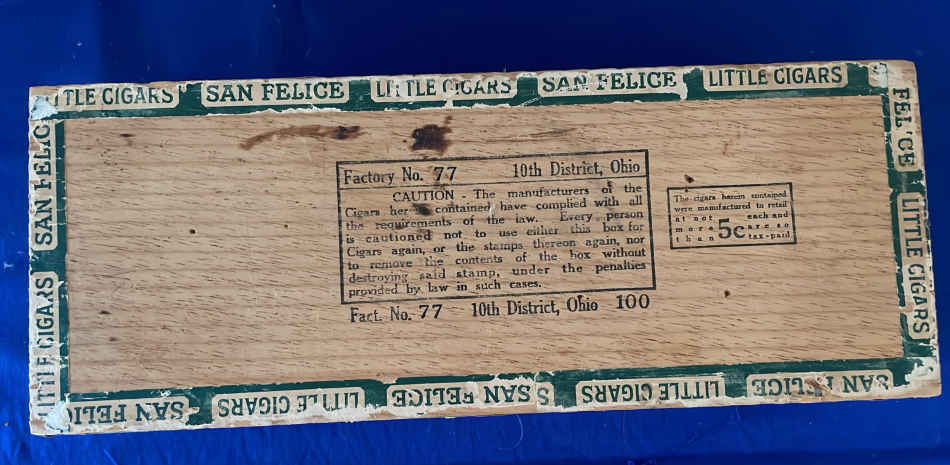 TLE CIGARS SAN FELICE LITTLE CIGARS SAN FELICE LITTLE CIGARS
FELICE LITTLE CIGARS
Factory No. 77 10th District, Ohio
CAUTION - The manufacturers of the
Cigars herein contained have complied with all
the requirements of the law. Every person
is cautioned not to use either this box for
Cigars again, or the stamps thereon again, nor
to remove the contents of the box without
destroying said stamp, under the penalties
provided by law in such cases.
Fact. No. 77 10th District, Ohio 100
The cigars herein contained
were manufactured to retail
at not each and
more 5c are so
than tax-paid
LITTLE CIGARS SAN FELIC
SAN FELICE LITTLE CIGARS SAN FELICE LITTLE CIGARS SAN FELIC